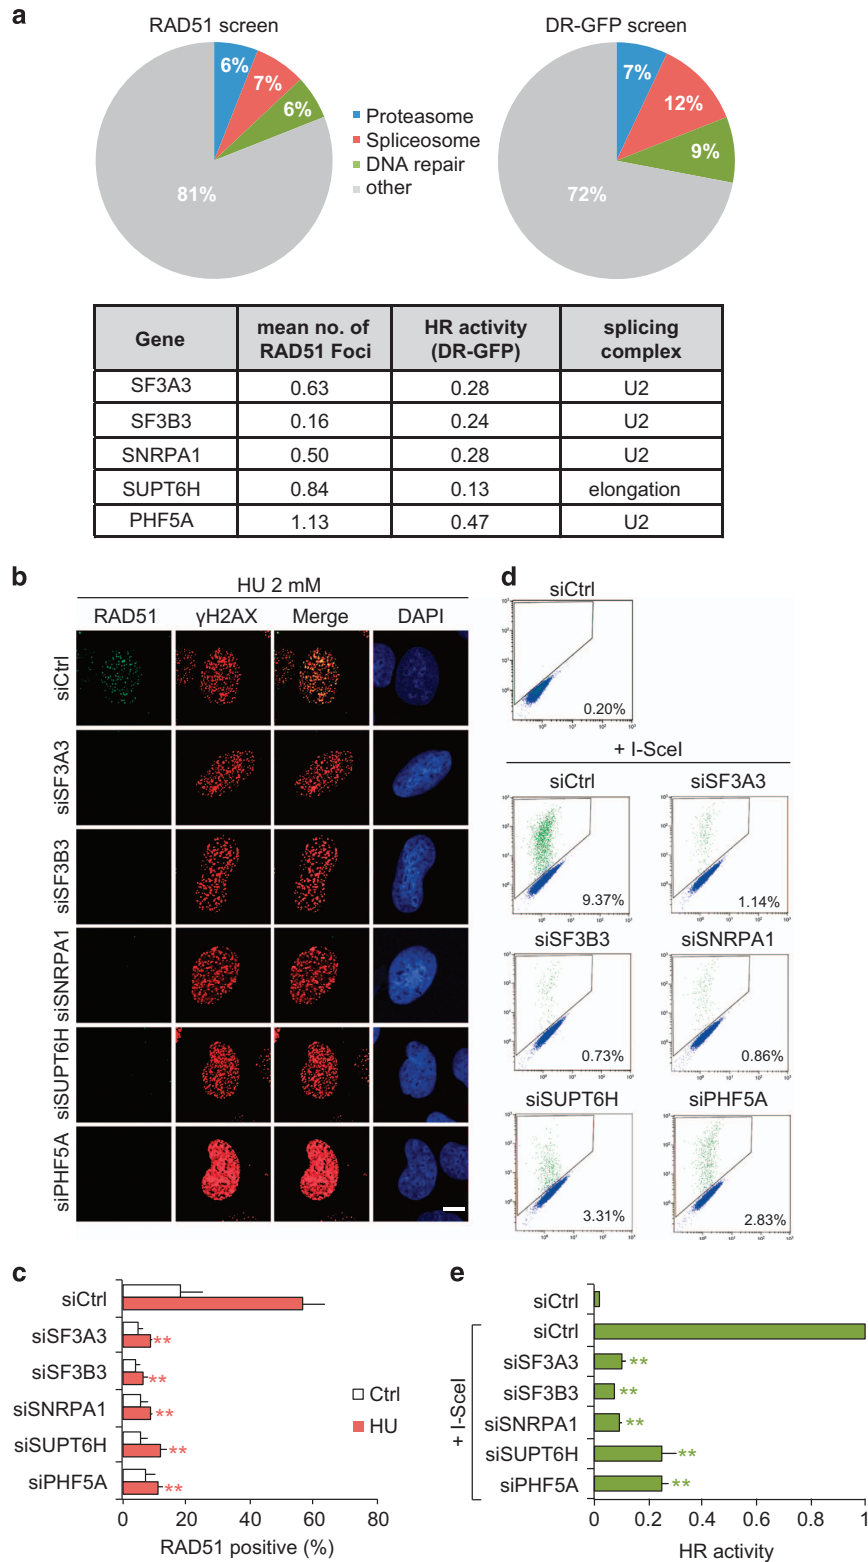 a
RAD51 screen
DR-GFP screen
6%
7%
6%
81%
Proteasome
Spliceosome
DNA repair
other
7%
12%
9%
72%
Gene mean no. of RAD51 Foci HR activity (DR-GFP) splicing complex
SF3A3 0.63 0.28 U2
SF3B3 0.16 0.24 U2
SNRPA1 0.50 0.28 U2
SUPT6H 0.84 0.13 elongation
PHF5A 1.13 0.47 U2
b
HU 2 mM
RAD51 γH2AX Merge DAPI
siCtrl
siSF3A3
siSF3B3
siSNRPA1
siSUPT6H
siPHF5A
d
siCtrl
0.20%
+ I-SceI
siCtrl
9.37%
siSF3A3
1.14%
siSF3B3
0.73%
siSNRPA1
0.86%
siSUPT6H
3.31%
siPHF5A
2.83%
c
siCtrl
siSF3A3 **
siSF3B3 **
siSNRPA1 **
siSUPT6H **
siPHF5A **
Ctrl
HU
0 20 40 60 80
RAD51 positive (%)
e
siCtrl
+ I-SceI
siCtrl
siSF3A3 **
siSF3B3 **
siSNRPA1 **
siSUPT6H **
siPHF5A **
0 0.2 0.4 0.6 0.8 1
HR activity